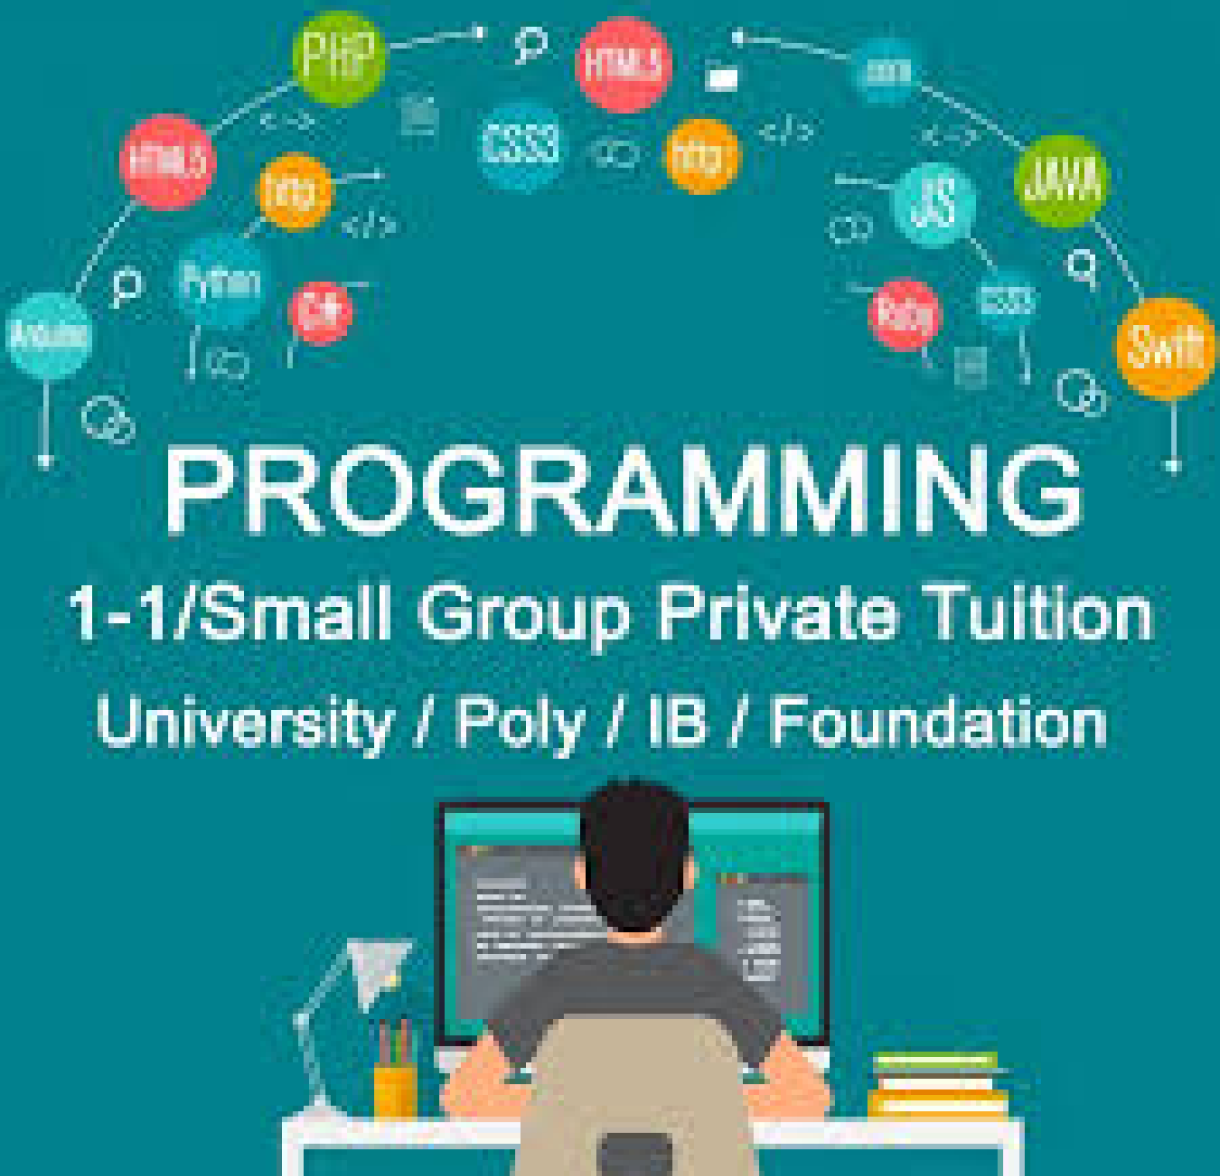 PHP
HTML5
HTML5
CSS3
http
JAVA
HTML5
http
JS
Python
C#
Ruby
CSS3
Arduino
Swift
PROGRAMMING
1-1/Small Group Private Tuition
University / Poly / IB / Foundation